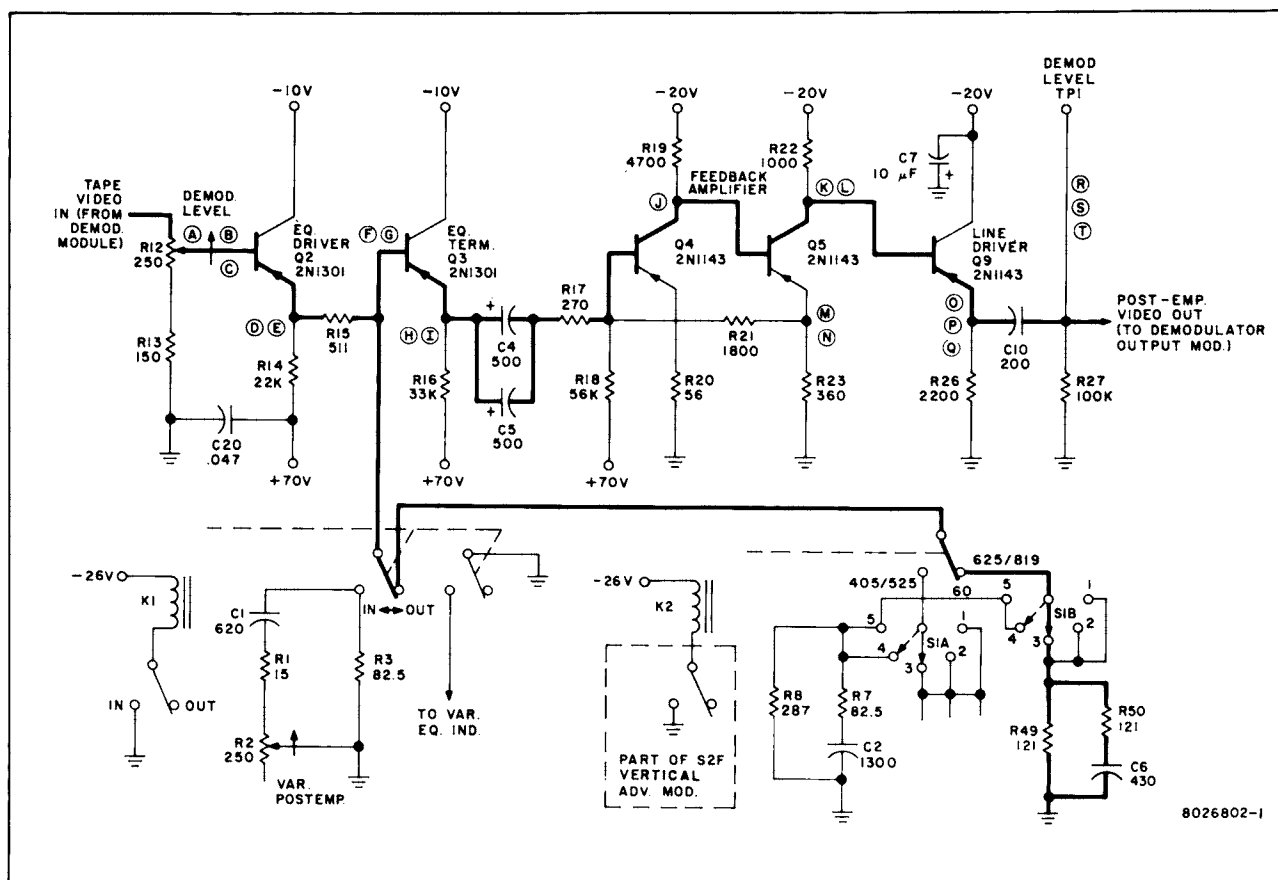 -10V
-10V
-20V
-20V
-20V
DEMOD
LEVEL
TP1
R19
4700
R22
1000
C7
10 µF
+
FEEDBACK
AMPLIFIER
TAPE
VIDEO
IN (FROM
DEMOD.
MODULE)
DEMOD.
LEVEL
A
B
C
R12
250
EQ.
DRIVER
Q2
2N1301
F G
EQ.
TERM.
Q3
2N1301
J
K L
Q4
2N1143
Q5
2N1143
LINE
DRIVER
Q9
2N1143
R
S
T
D E
R15
511
H I
+
C4
500
+
C5
500
R17
270
R21
1800
M
N
O
P
Q
C10
200
POST-EMP.
VIDEO OUT
(TO DEMODULATOR
OUTPUT MOD.)
R13
150
R14
22K
R16
33K
R18
56K
R20
56
R23
360
R26
2200
R27
100K
C20
.047
+70V
+70V
+70V
-26V
K1
C1
620
R1
15
R2
250
R3
82.5
IN
OUT
IN OUT
VAR.
POSTEMP.
TO VAR.
EQ. IND.
-26V
K2
PART OF S2F
VERTICAL
ADV. MOD.
405/525
625/819
60
5
4
3
2
1
S1A
5
4
3
2
1
S1B
R8
287
R7
82.5
C2
1300
R49
121
R50
121
C6
430
8026802-1